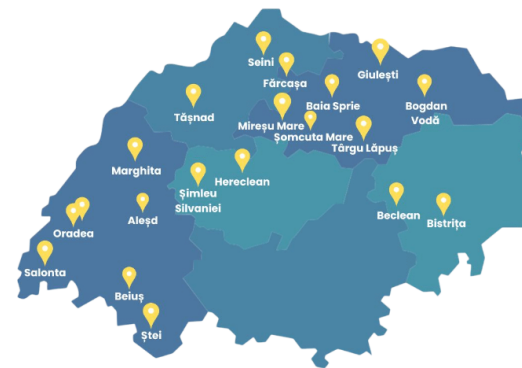 Seini
Fărcașa
Giulești
Tășnad
Baia Sprie
Bogdan
Vodă
Mireșu Mare
Șomcuta Mare
Târgu Lăpuș
Marghita
Hereclean
Șimleu
Silvaniei
Aleșd
Beclean
Bistrița
Oradea
Salonta
Beiuș
Ștei